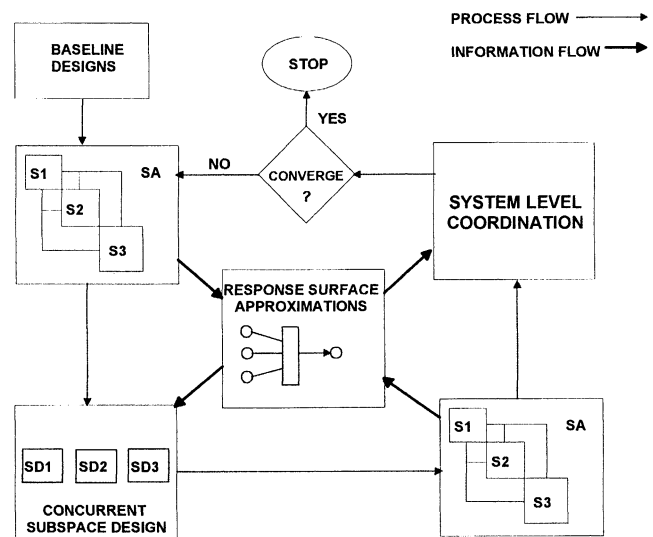 PROCESS FLOW
INFORMATION FLOW
BASELINE
DESIGNS
STOP
YES
NO
CONVERGE
?
S1
SA
S2
S3
SYSTEM LEVEL
COORDINATION
RESPONSE SURFACE
APPROXIMATIONS
SD1 SD2 SD3
CONCURRENT
SUBSPACE DESIGN
S1
SA
S2
S3